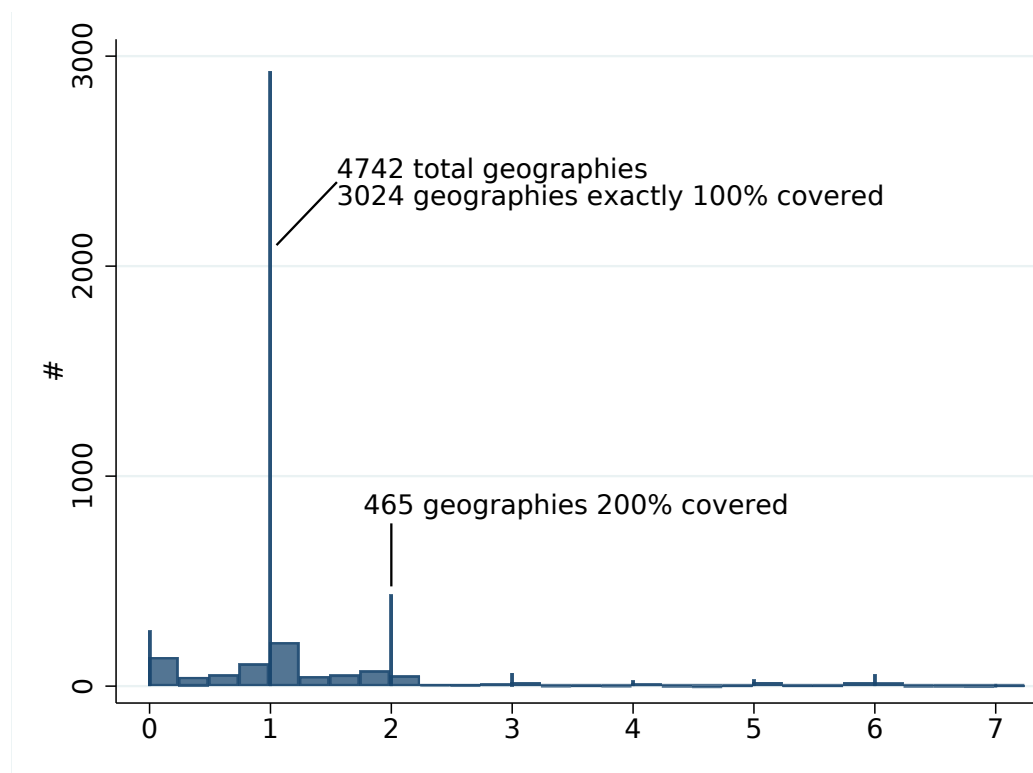 3000
2000
1000
0
#
4742 total geographies
3024 geographies exactly 100% covered
465 geographies 200% covered
0 1 2 3 4 5 6 7